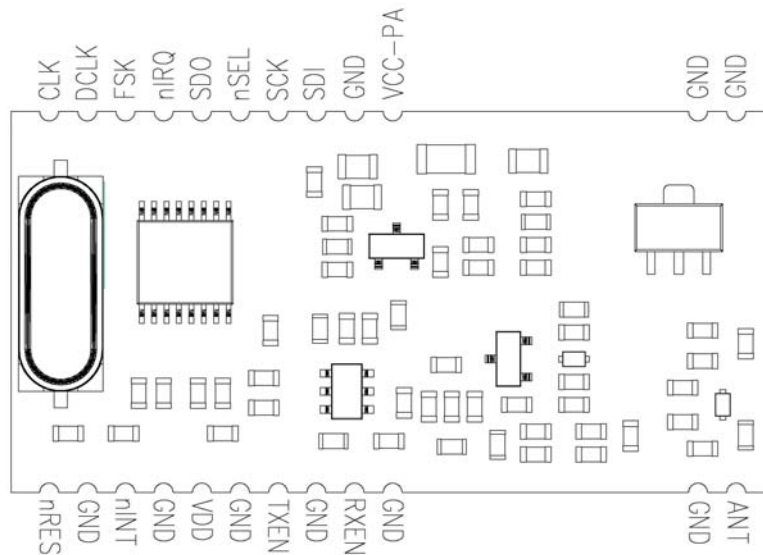 CLK
DCLK
FSK
nIRQ
SDO
nSEL
SCK
SDI
GND
VCC-PA
GND
GND
nRES
GND
nINT
GND
VDD
GND
TXEN
GND
RXEN
GND
GND
ANT